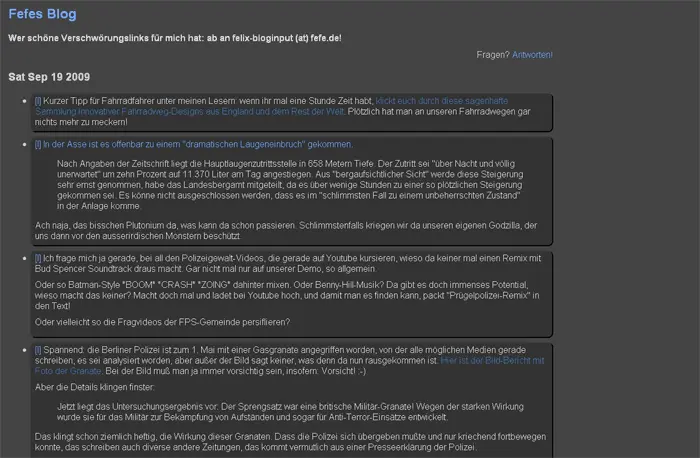 Fefes Blog
Wer schöne Verschwörungslinks für mich hat: ab an felix-bloginput (at) fefe.de!
Fragen? Antworten!
Sat Sep 19 2009
[l] Kurzer Tipp für Fahrradfahrer unter meinen Lesern: wenn ihr mal eine Stunde Zeit habt, klickt euch durch diese sagenhafte
Sammlung innovativer Fahrradweg-Designs aus England und dem Rest der Welt. Plötzlich hat man an unseren Fahrradwegen gar
nichts mehr zu meckern!
[l] In der Asse ist es offenbar zu einem "dramatischen Laugeneinbruch" gekommen.
Nach Angaben der Zeitschrift liegt die Hauptlaugenzutrittsstelle in 658 Metern Tiefe. Der Zutritt sei "über Nacht und völlig
unerwartet" um zehn Prozent auf 11.370 Liter am Tag angestiegen. Aus "bergaufsichtlicher Sicht" werde diese Steigerung
sehr ernst genommen, habe das Landesbergamt mitgeteilt, da es über wenige Stunden zu einer so plötzlichen Steigerung
gekommen sei. Es könne nicht ausgeschlossen werden, dass es im "schlimmsten Fall zu einem unbeherrschten Zustand"
in der Anlage komme.
Ach naja, das bisschen Plutonium da, was kann da schon passieren. Schlimmstenfalls kriegen wir da unseren eigenen Godzilla, der
uns dann vor den ausserirdischen Monstern beschützt
[l] Ich frage mich ja gerade, bei all den Polizeigewalt-Videos, die gerade auf Youtube kursieren, wieso da keiner mal einen Remix mit
Bud Spencer Soundtrack draus macht. Gar nicht mal nur auf unserer Demo, so allgemein.
Oder so Batman-Style "BOOM" "CRASH" "ZOING" dahinter mixen. Oder Benny-Hill-Musik? Da gibt es doch immenses Potential,
wieso macht das keiner? Macht doch mal und ladet bei Youtube hoch, und damit man es finden kann, packt "Prügelpolizei-Remix" in
den Text!
Oder vielleicht so die Fragvideos der FPS-Gemeinde persiflieren?
[l] Spannend: die Berliner Polizei ist zum 1. Mai mit einer Gasgranate angegriffen worden, von der alle möglichen Medien gerade
schreiben, es sei analysiert worden, aber außer der Bild sagt keiner, was denn da nun rausgekommen ist. Hier ist der Bild-Bericht mit
Foto der Granate. Bei der Bild muß man ja immer vorsichtig sein, insofern: Vorsicht! :-)
Aber die Details klingen finster:
Jetzt liegt das Untersuchungsergebnis vor: Der Sprengsatz war eine britische Militär-Granate! Wegen der starken Wirkung
wurde sie für das Militär zur Bekämpfung von Aufständen und sogar für Anti-Terror-Einsätze entwickelt.
Das klingt schon ziemlich heftig, die Wirkung dieser Granaten. Dass die Polizei sich übergeben mußte und nur kriechend fortbewegen
konnte, das schreiben auch diverse andere Zeitungen, das kommt vermutlich aus einer Presseerklärung der Polizei.